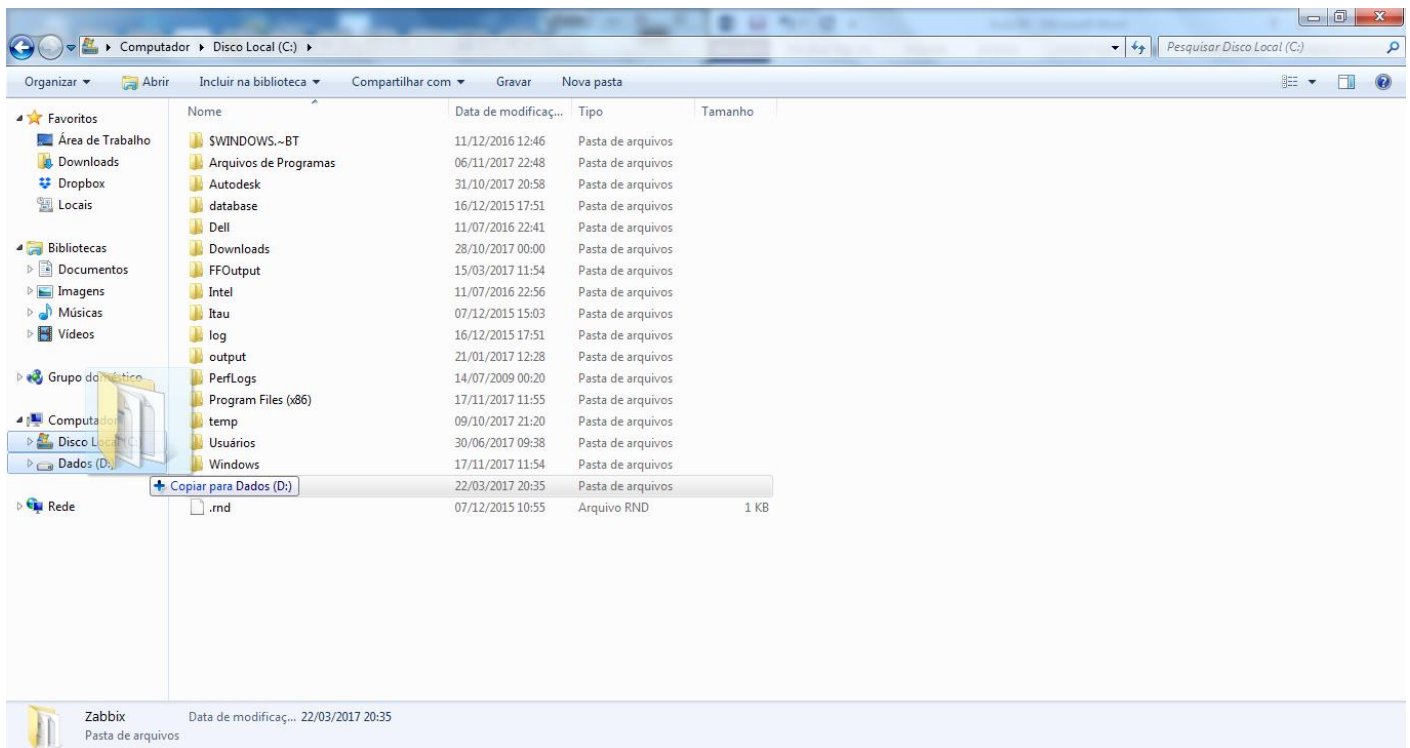 Computador Disco Local (C:)
Pesquisar Disco Local (C:)
Organizar Abrir Incluir na biblioteca Compartilhar com Gravar Nova pasta
Favoritos
Área de Trabalho
Downloads
Dropbox
Locais
Bibliotecas
Documentos
Imagens
Músicas
Vídeos
Grupo doméstico
Computador
Disco Local (C:)
Dados (D:)
Rede
Nome Data de modificaç... Tipo Tamanho
$WINDOWS.~BT 11/12/2016 12:46 Pasta de arquivos
Arquivos de Programas 06/11/2017 22:48 Pasta de arquivos
Autodesk 31/10/2017 20:58 Pasta de arquivos
database 16/12/2015 17:51 Pasta de arquivos
Dell 11/07/2016 22:41 Pasta de arquivos
Downloads 28/10/2017 00:00 Pasta de arquivos
FFOutput 15/03/2017 11:54 Pasta de arquivos
Intel 11/07/2016 22:56 Pasta de arquivos
Itau 07/12/2015 15:03 Pasta de arquivos
log 16/12/2015 17:51 Pasta de arquivos
output 21/01/2017 12:28 Pasta de arquivos
PerfLogs 14/07/2009 00:20 Pasta de arquivos
Program Files (x86) 17/11/2017 11:55 Pasta de arquivos
temp 09/10/2017 21:20 Pasta de arquivos
Usuários 30/06/2017 09:38 Pasta de arquivos
Windows 17/11/2017 11:54 Pasta de arquivos
Copiar para Dados (D:) 22/03/2017 20:35 Pasta de arquivos
.rnd 07/12/2015 10:55 Arquivo RND 1 KB
Zabbix Data de modificaç... 22/03/2017 20:35
Pasta de arquivos